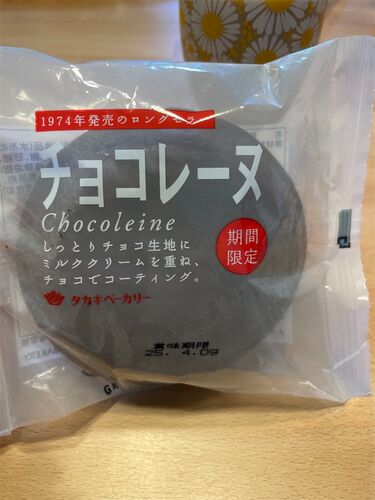 1974年発売のロングセラー
チョコレーヌ
Chocoleine
しっとりチョコ生地に
ミルククリームを重ね、
チョコでコーティング。
期間
限定
タカキベーカリー
賞味期限
25. 4.09